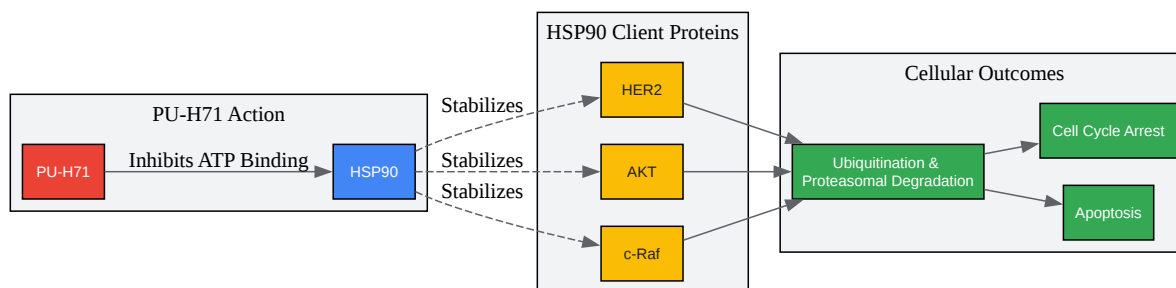 PU-H71 Action
PU-H71
Inhibits ATP Binding
HSP90
Stabilizes
Stabilizes
Stabilizes
HSP90 Client Proteins
HER2
AKT
c-Raf
Cellular Outcomes
Ubiquitination &
Proteasomal Degradation
Cell Cycle Arrest
Apoptosis